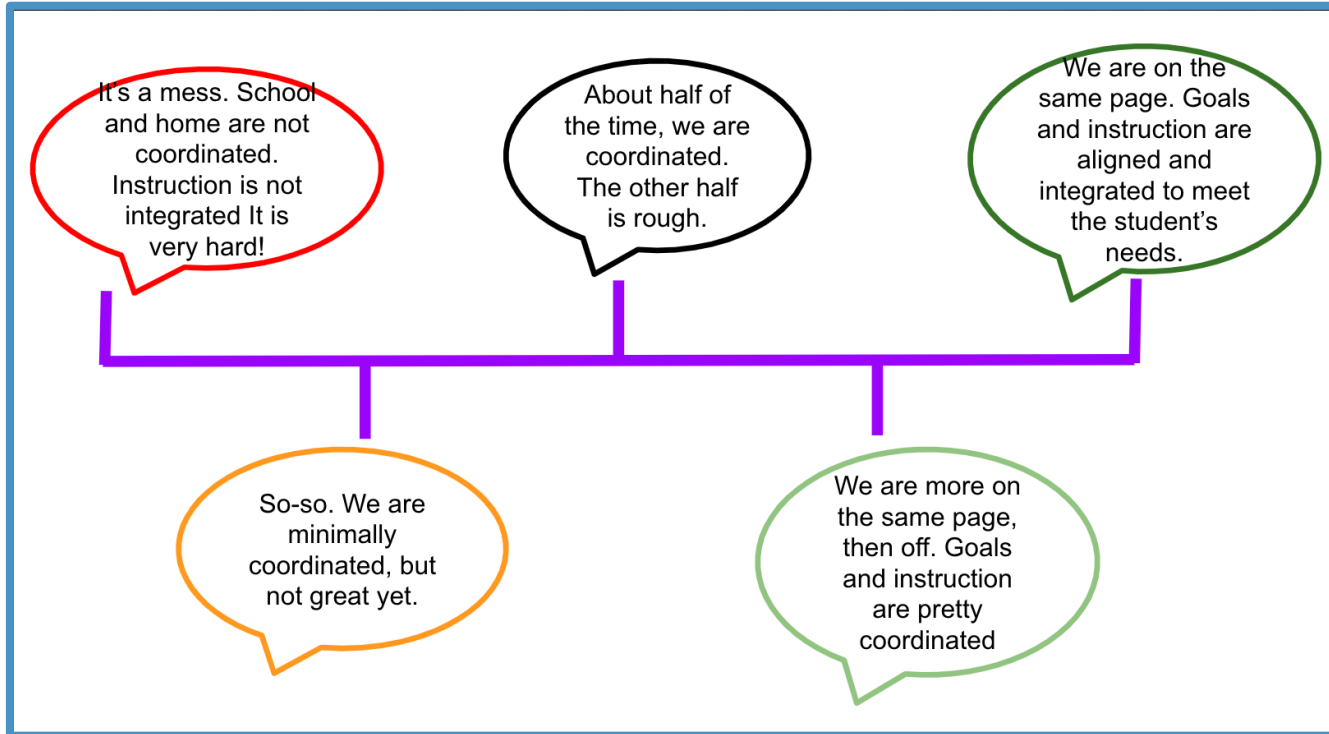 It's a mess. School
and home are not
coordinated.
Instruction is not
integrated It is
very hard!
About half of
the time, we are
coordinated.
The other half
is rough.
We are on the
same page. Goals
and instruction are
aligned and
integrated to meet
the student’s
needs.
So-so. We are
minimally
coordinated, but
not great yet.
We are more on
the same page,
then off. Goals
and instruction
are pretty
coordinated